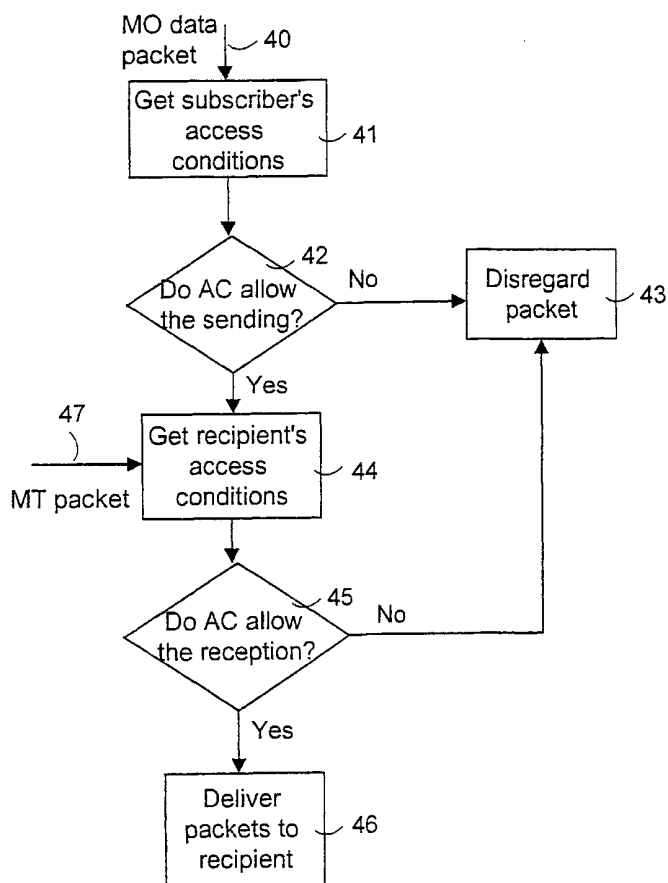 MO data
packet
40
Get subscriber's
access
conditions
41
42
Do AC allow
the sending?
No
Disregard
packet
43
Yes
47
MT packet
Get recipient's
access
conditions
44
45
Do AC allow
the reception?
No
Yes
Deliver
packets to
recipient
46